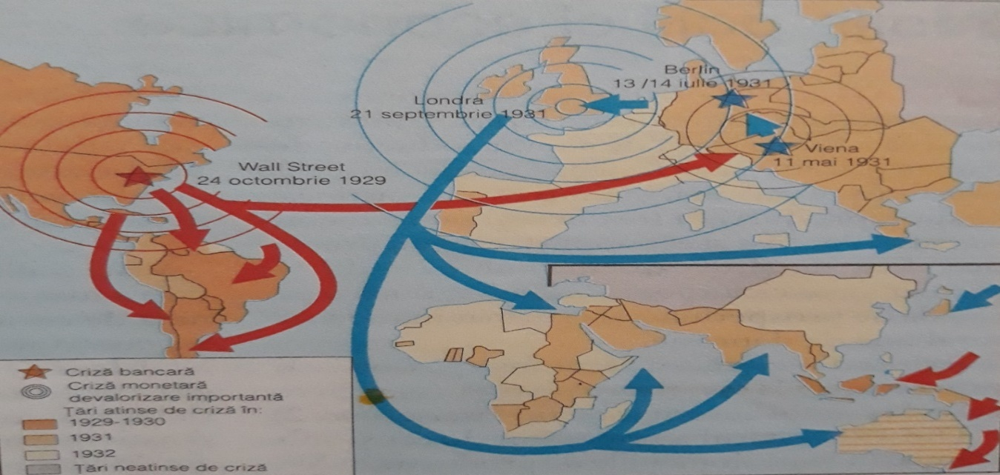 Berlin
13/14 iulie 1931
Londra
21 septembrie 1931
Viena
11 mai 1931
Wall Street
24 octombrie 1929
Criză bancară
Criză monetară
devalorizare importantă
Țări atinse de criză în:
1929-1930
1931
1932
Țări neatinse de criză